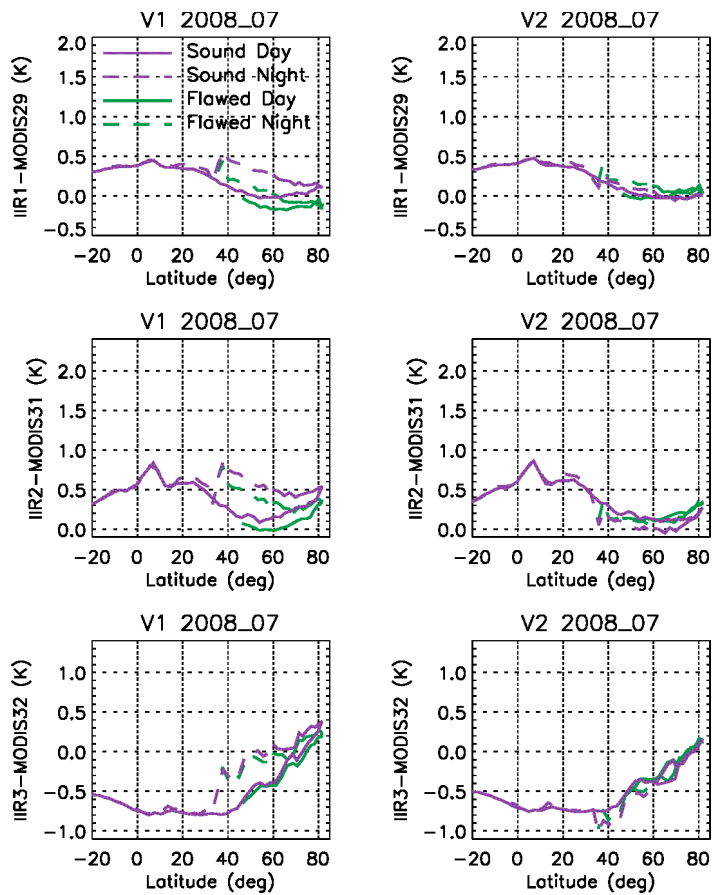 V1 2008_07
IIR1-MODIS29 (K)
2.0
1.5
1.0
0.5
0.0
-0.5
Sound Day
Sound Night
Flawed Day
Flawed Night
-20 0 20 40 60 80
Latitude (deg)
V2 2008_07
IIR1-MODIS29 (K)
2.0
1.5
1.0
0.5
0.0
-0.5
-20 0 20 40 60 80
Latitude (deg)
V1 2008_07
IIR2-MODIS31 (K)
2.0
1.5
1.0
0.5
0.0
-20 0 20 40 60 80
Latitude (deg)
V2 2008_07
IIR2-MODIS31 (K)
2.0
1.5
1.0
0.5
0.0
-20 0 20 40 60 80
Latitude (deg)
V1 2008_07
IIR3-MODIS32 (K)
1.0
0.5
0.0
-0.5
-1.0
-20 0 20 40 60 80
Latitude (deg)
V2 2008_07
IIR3-MODIS32 (K)
1.0
0.5
0.0
-0.5
-1.0
-20 0 20 40 60 80
Latitude (deg)